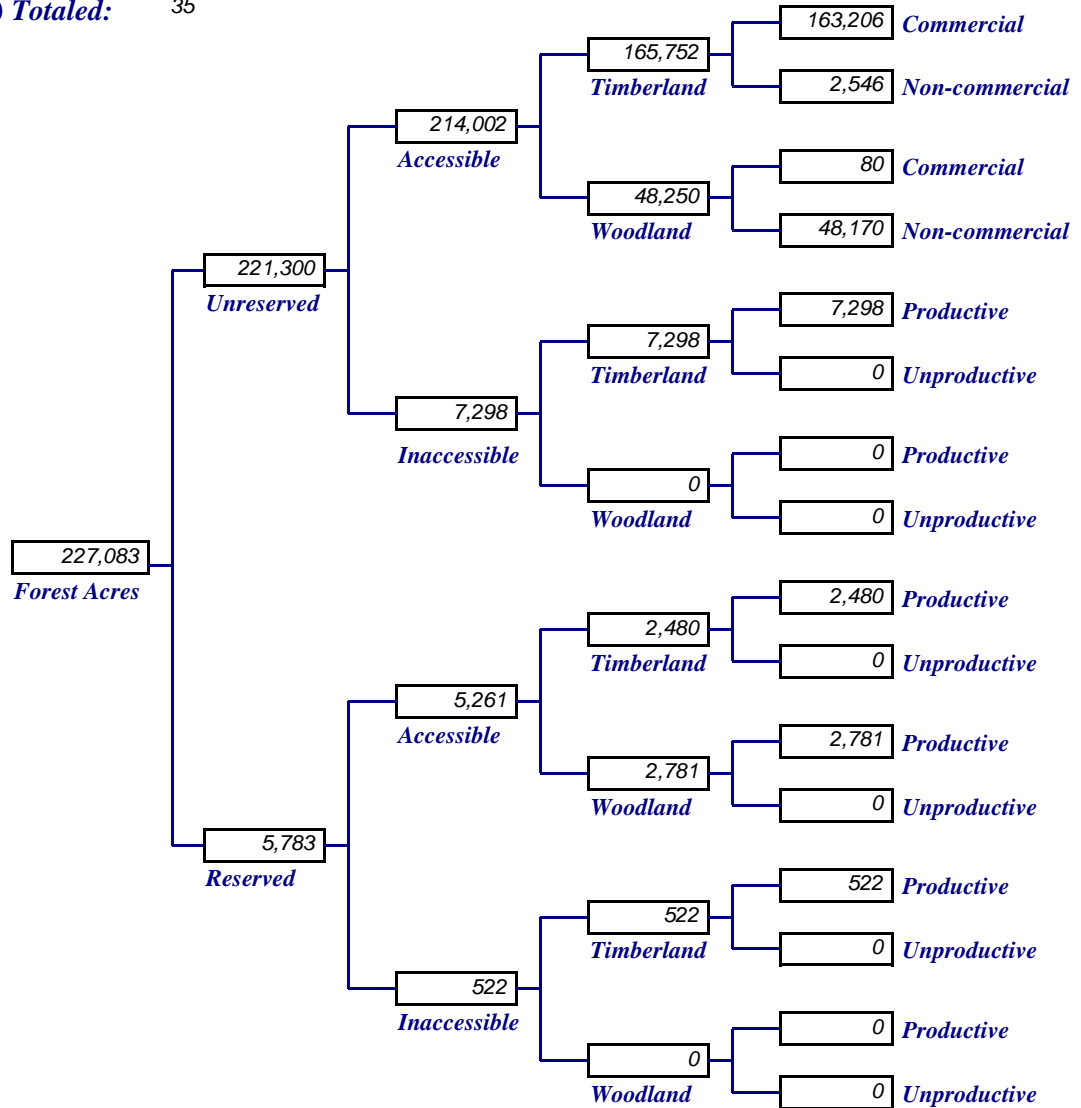 ) Totaled: 35
163,206 Commercial
165,752
Timberland
2,546 Non-commercial
214,002
Accessible
80 Commercial
48,250
Woodland
48,170 Non-commercial
221,300
Unreserved
7,298 Productive
7,298
Timberland
0 Unproductive
7,298
Inaccessible
0 Productive
0
Woodland
0 Unproductive
227,083
Forest Acres
2,480 Productive
2,480
Timberland
0 Unproductive
5,261
Accessible
2,781 Productive
2,781
Woodland
0 Unproductive
5,783
Reserved
522 Productive
522
Timberland
0 Unproductive
522
Inaccessible
0 Productive
0
Woodland
0 Unproductive